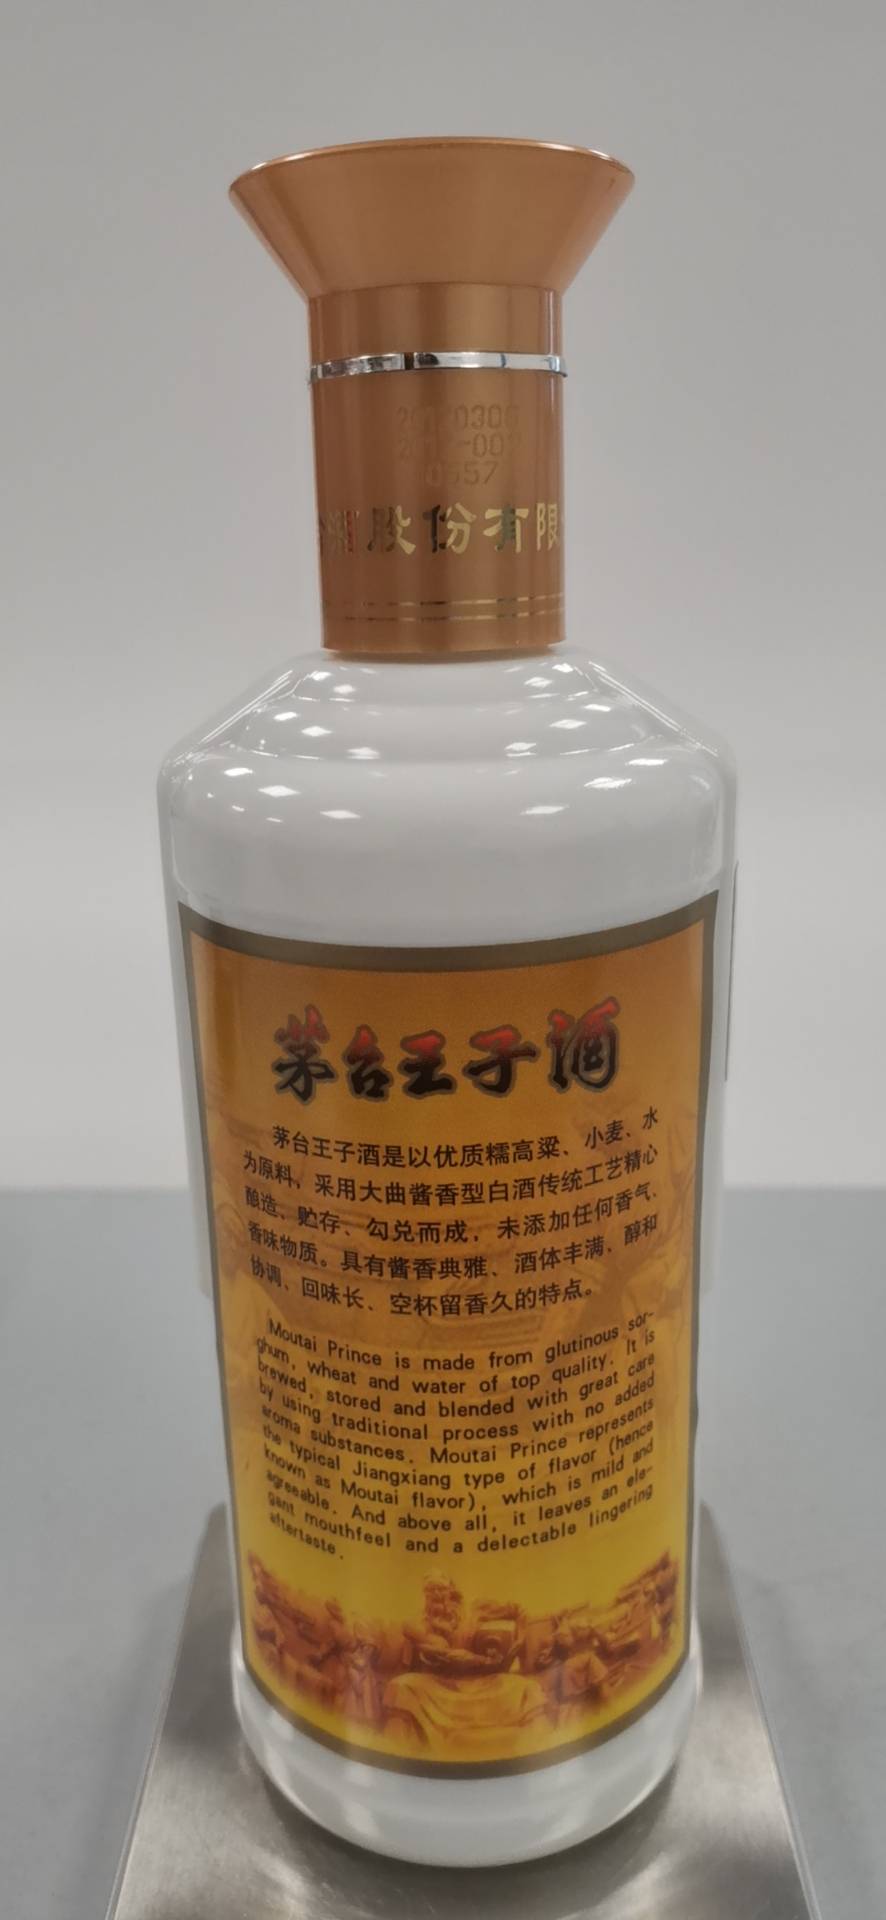 0557
酒股份有限
茅台王子酒
茅台王子酒是以优质糯高粱、小麦、水
为原料，采用大曲酱香型白酒传统工艺精心
酿造、贮存、勾兑而成，未添加任何香气、
香味物质。具有酱香典雅、酒体丰满、醇和
协调、回味长、空杯留香久的特点。
Moutai Prince is made from glutinous sor-
ghum, wheat and water of top quality. It is
brewed, stored and blended with great care
by using traditional process with no added
aroma substances. Moutai Prince represents
the typical Jiangxiang type of flavor (hence
known as Moutai flavor), which is mild and
agreeable. And above all, it leaves an ele-
gant mouthfeel and a delectable lingering
aftertaste.